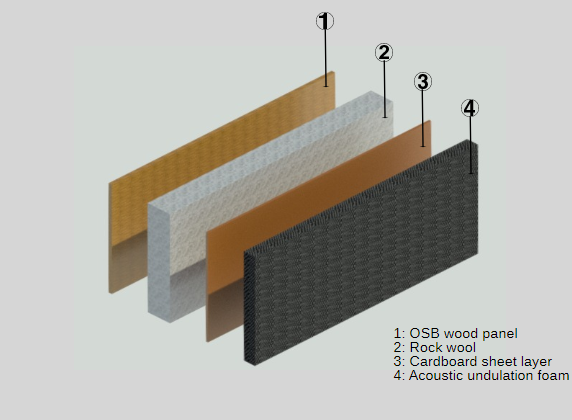 1
2
3
4
1: OSB wood panel
2: Rock wool
3: Cardboard sheet layer
4: Acoustic undulation foam